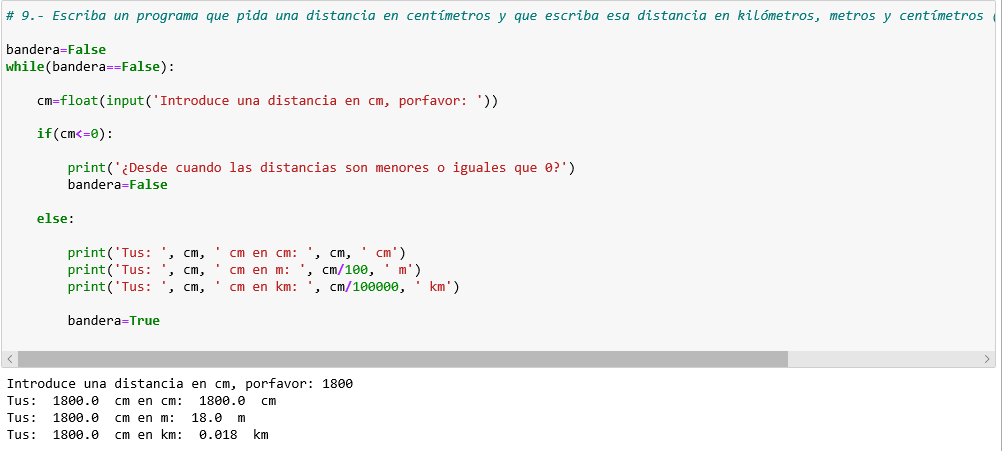 # 9.- Escriba un programa que pida una distancia en centímetros y que escriba esa distancia en kilómetros, metros y centímetros (
bandera=False
while(bandera==False):
cm=float(input('Introduce una distancia en cm, porfavor: '))
if(cm<=0):
print('¿Desde cuando las distancias son menores o iguales que 0?')
bandera=False
else:
print('Tus: ', cm, ' cm en cm: ', cm, ' cm')
print('Tus: ', cm, ' cm en m: ', cm/100, ' m')
print('Tus: ', cm, ' cm en km: ', cm/100000, ' km')
bandera=True
Introduce una distancia en cm, porfavor: 1800
Tus:  1800.0  cm en cm:  1800.0  cm
Tus:  1800.0  cm en m:  18.0  m
Tus:  1800.0  cm en km:  0.018  km